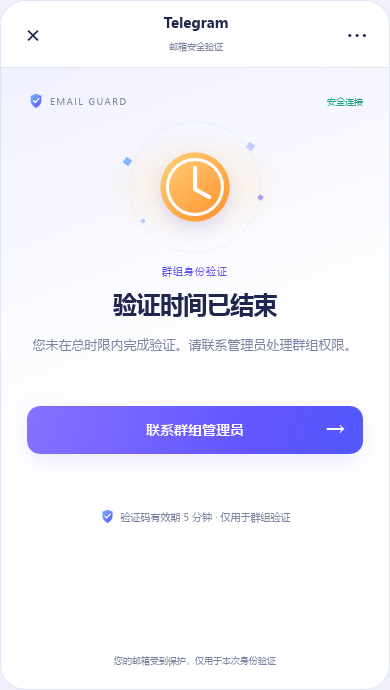 Telegram
邮箱安全验证
EMAIL GUARD
安全连接
群组身份验证
验证时间已结束
您未在总时限内完成验证。请联系管理员处理群组权限。
联系群组管理员
验证码有效期 5 分钟 · 仅用于群组验证
您的邮箱受到保护，仅用于本次身份验证